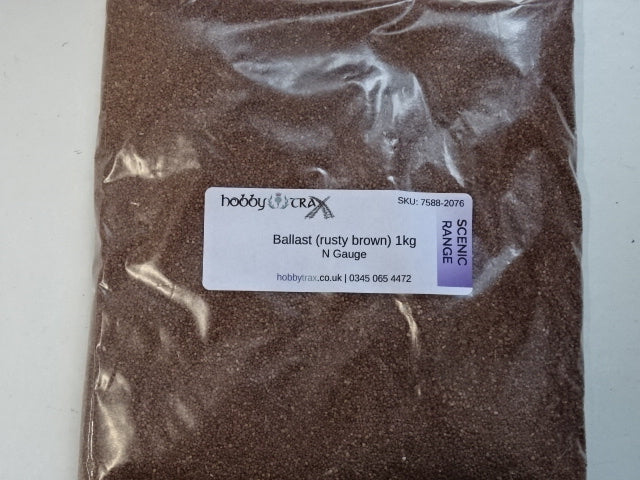 hobby trax
SKU: 7588-2076
Ballast (rusty brown) 1kg
N Gauge
hobbytrax.co.uk | 0345 065 4472
SCENIC
RANGE